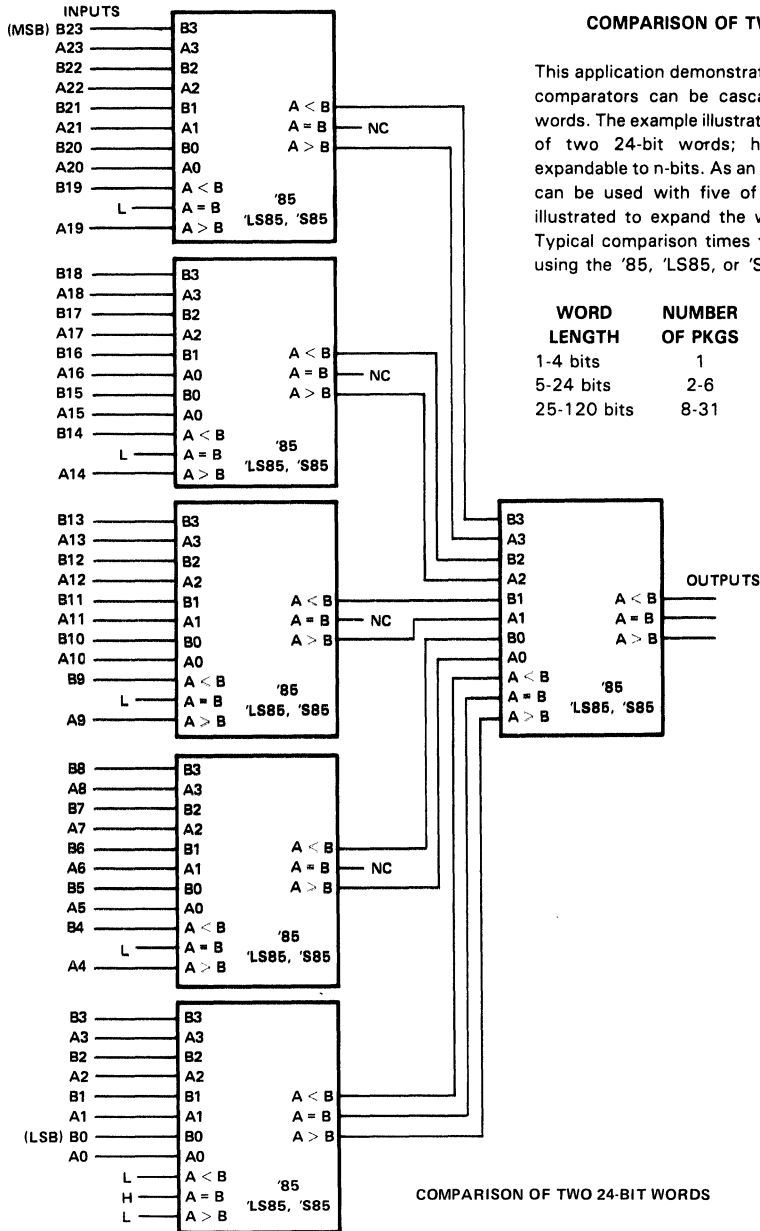 INPUTS
(MSB) B23 B3
A23 A3
B22 B2
A22 A2
B21 B1 A < B
A21 A1 A = B NC
B20 B0 A > B
A20 A0
B19 A < B
L A = B
A19 A > B
'85
'LS85, 'S85
B18 B3
A18 A3
B17 B2
A17 A2
B16 B1 A < B
A16 A0 A = B NC
B15 B0 A > B
A15 A0
B14 A < B
L A = B
A14 A > B
'85
'LS85, 'S85
B13 B3
A13 A3
B12 B2
A12 A2
B11 B1 A < B
A11 A1 A = B NC
B10 B0 A > B
A10 A0
B9 A < B
L A = B
A9 A > B
'85
'LS85, 'S85
B8 B3
A8 A3
B7 B2
A7 A2
B6 B1 A < B
A6 A1 A = B NC
B5 B0 A > B
A5 A0
B4 A < B
L A = B
A4 A > B
'85
'LS85, 'S85
B3 B3
A3 A3
B2 B2
A2 A2
B1 B1 A < B
A1 A1 A = B
(LSB) B0 B0 A > B
A0 A0
L A < B
H A = B
L A > B
'85
'LS85, 'S85
COMPARISON OF TW
This application demonstrat
comparators can be casca
words. The example illustrat
of two 24-bit words; h
expandable to n-bits. As an
can be used with five of
illustrated to expand the w
Typical comparison times f
using the '85, 'LS85, or 'S
WORD NUMBER
LENGTH OF PKGS
1-4 bits 1
5-24 bits 2-6
25-120 bits 8-31
B3
A3
B2
A2 OUTPUTS
B1 A < B
A1 A = B
B0 A > B
A0
A < B
A = B
A > B
'85
'LS85, 'S85
COMPARISON OF TWO 24-BIT WORDS